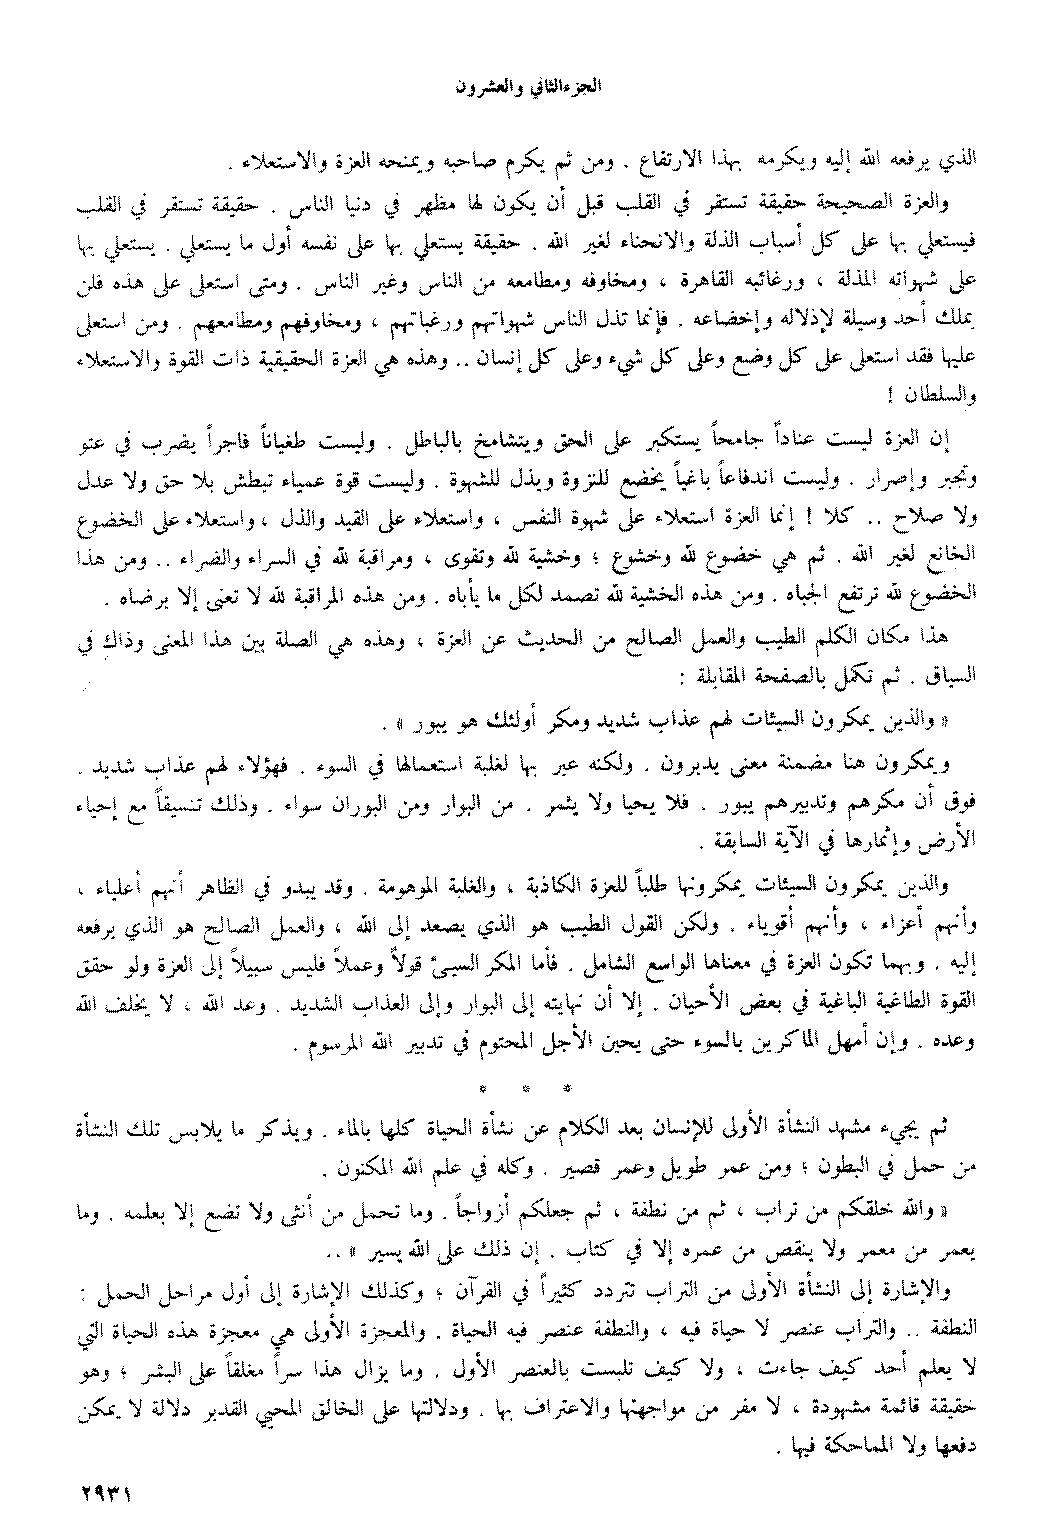 الجزء الثاني والعشرون
الذي يرفعه الله إليه ويكرمه بهذا الارتفاع . ومن ثم يكرم صاحبه ويمنحه العزة والاستعلاء .
والعزة الصحيحة حقيقة تستقر في القلب قبل أن يكون لها مظهر في دنيا الناس . حقيقة تستقر في القلب
فيستعلي بها على كل أسباب الذلة والانحناء لغير الله . حقيقة يستعلي بها على نفسه أول ما يستعلي . يستعلي بها
على شهواته المذلة ، ورغائبه القاهرة ، ومخاوفه ومطامعه من الناس وغير الناس . ومتى استعلى على هذه فلن
يملك أحد وسيلة لإذلاله وإخضاعه . فإنما تذل الناس شهواتهم ورغباتهم ، ومخاوفهم ومطامعهم . ومن استعلى
عليها فقد استعلى على كل وضع وعلى كل شيء وعلى كل إنسان .. وهذه هي العزة الحقيقية ذات القوة والاستعلاء
والسلطان !
إن العزة ليست عناداً جامحاً يستكبر على الحق ويتشامخ بالباطل . وليست طغياناً فاجراً يضرب في عتو
وتجبر وإصرار . وليست اندفاعاً باغياً يخضع للنزوة ويذل للشهوة . وليست قوة عمياء تبطش بلا حق ولا عدل
ولا صلاح .. كلا ! إنما العزة استعلاء على شهوة النفس ، واستعلاء على القيد والذل ، واستعلاء على الخضوع
الخانع لغير الله . ثم هي خضوع لله وخشوع ؛ وخشية لله وتقوى ، ومراقبة لله في السراء والضراء .. ومن هذا
الخضوع لله ترتفع الجباه . ومن هذه الخشية لله تصمد لكل ما يأباه . ومن هذه المراقبة لله لا تعنى إلا برضاه .
هذا مكان الكلم الطيب والعمل الصالح من الحديث عن العزة ، وهذه هي الصلة بين هذا المعنى وذاك في
السياق . ثم تكمل بالصفحة المقابلة :
« والذين يمكرون السيئات لهم عذاب شديد ومكر أولئك هو يبور » .
ويمكرون هنا مضمنة معنى يدبرون . ولكنه عبر بها لغلبة استعمالها في السوء . فهؤلاء لهم عذاب شديد .
فوق أن مكرهم وتدبيرهم يبور . فلا يحيا ولا يثمر . من البوار ومن البوران سواء . وذلك تنسيقاً مع إحياء
الأرض وإثمارها في الآية السابقة .
والذين يمكرون السيئات يمكرونها طلباً للعزة الكاذبة ، والغلبة الموهومة . وقد يبدو في الظاهر أنهم أعلياء ،
وأنهم أعزاء ، وأنهم أقوياء . ولكن القول الطيب هو الذي يصعد إلى الله ، والعمل الصالح هو الذي يرفعه
إليه . وبهما تكون العزة في معناها الواسع الشامل . فأما المكر السيئ قولاً وعملاً فليس سبيلاً إلى العزة ولو حقق
القوة الطاغية الباغية في بعض الأحيان . إلا أن نهايته إلى البوار وإلى العذاب الشديد . وعد الله ، لا يخلف الله
وعده . وإن أمهل الماكرين بالسوء حتى يحين الأجل المحتوم في تدبير الله المرسوم .
* * *
ثم يجيء مشهد النشأة الأولى للإنسان بعد الكلام عن نشأة الحياة كلها بالماء . ويذكر ما يلابس تلك النشأة
من حمل في البطون ؛ ومن عمر طويل وعمر قصير . وكله في علم الله المكنون .
« والله خلقكم من تراب ، ثم من نطفة ، ثم جعلكم أزواجاً . وما تحمل من أنثى ولا تضع إلا بعلمه . وما
يعمر من معمر ولا ينقص من عمره إلا في كتاب . إن ذلك على الله يسير » ..
والإشارة إلى النشأة الأولى من التراب تتردد كثيراً في القرآن ؛ وكذلك الإشارة إلى أول مراحل الحمل :
النطفة .. والتراب عنصر لا حياة فيه ، والنطفة عنصر فيه الحياة . والمعجزة الأولى هي معجزة هذه الحياة التي
لا يعلم أحد كيف جاءت ، ولا كيف تلبست بالعنصر الأول . وما يزال هذا سراً مغلقاً على البشر ؛ وهو
حقيقة قائمة مشهودة ، لا مفر من مواجهتها والاعتراف بها . ودلالتها على الخالق المحيي القدير دلالة لا يمكن
دفعها ولا المماحكة فيها .
٢٩٣١